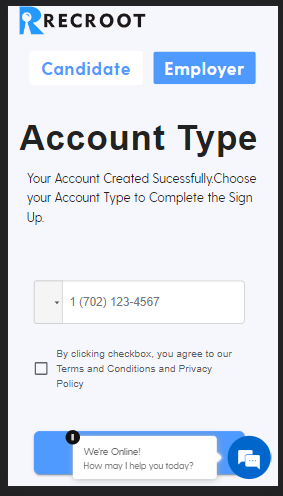 RECROOT
Candidate
Employer
Account Type
Your Account Created Sucessfully.Choose
your Account Type to Complete the Sign
Up.
1 (702) 123-4567
By clicking checkbox, you agree to our
Terms and Conditions and Privacy
Policy
We're Online!
How may I help you today?